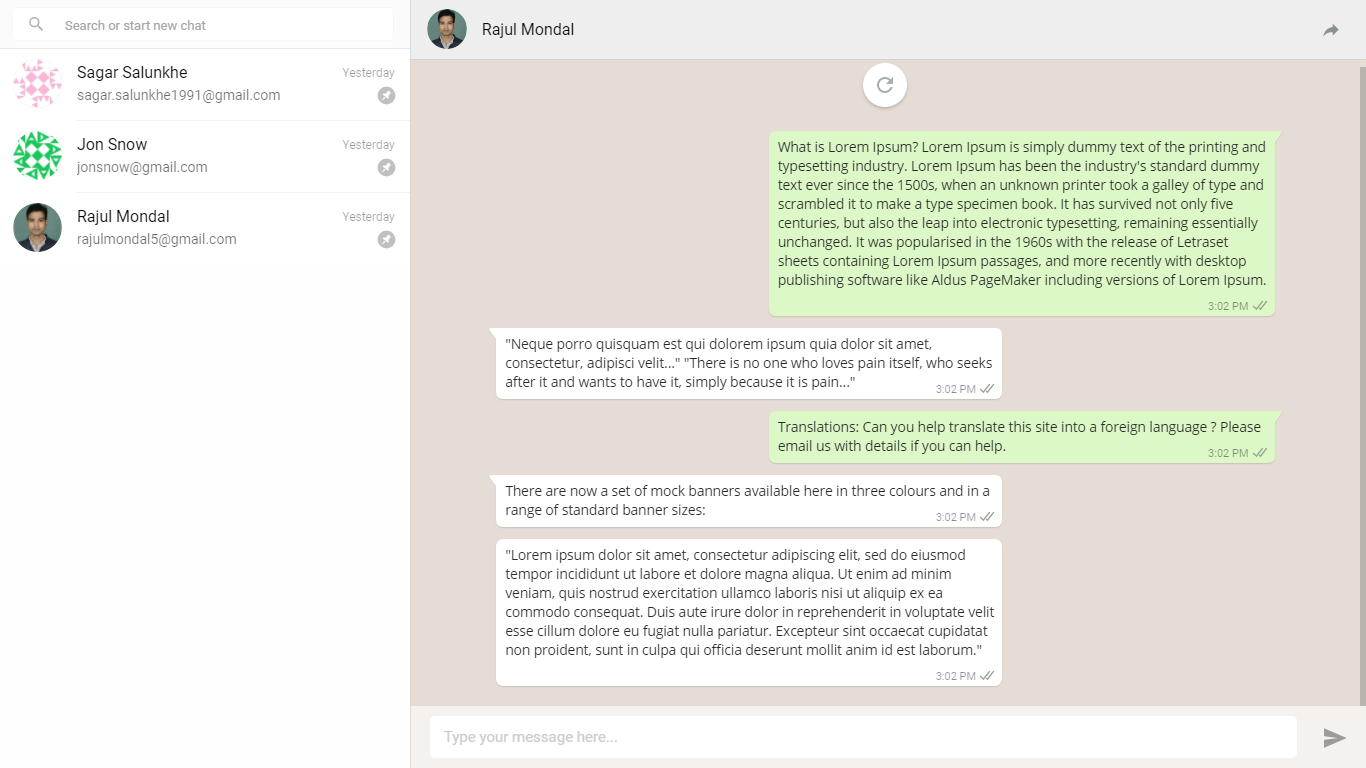 Search or start new chat
Sagar Salunkhe
Yesterday
sagar.salunkhe1991@gmail.com
Jon Snow
Yesterday
jonsnow@gmail.com
Rajul Mondal
Yesterday
rajulmondal5@gmail.com
Rajul Mondal
What is Lorem Ipsum? Lorem Ipsum is simply dummy text of the printing and
typesetting industry. Lorem Ipsum has been the industry's standard dummy
text ever since the 1500s, when an unknown printer took a galley of type and
scrambled it to make a type specimen book. It has survived not only five
centuries, but also the leap into electronic typesetting, remaining essentially
unchanged. It was popularised in the 1960s with the release of Letraset
sheets containing Lorem Ipsum passages, and more recently with desktop
publishing software like Aldus PageMaker including versions of Lorem Ipsum.
3:02 PM
"Neque porro quisquam est qui dolorem ipsum quia dolor sit amet,
consectetur, adipisci velit..." "There is no one who loves pain itself, who seeks
after it and wants to have it, simply because it is pain..."
3:02 PM
Translations: Can you help translate this site into a foreign language ? Please
email us with details if you can help.
3:02 PM
There are now a set of mock banners available here in three colours and in a
range of standard banner sizes:
3:02 PM
"Lorem ipsum dolor sit amet, consectetur adipiscing elit, sed do eiusmod
tempor incididunt ut labore et dolore magna aliqua. Ut enim ad minim
veniam, quis nostrud exercitation ullamco laboris nisi ut aliquip ex ea
commodo consequat. Duis aute irure dolor in reprehenderit in voluptate velit
esse cillum dolore eu fugiat nulla pariatur. Excepteur sint occaecat cupidatat
non proident, sunt in culpa qui officia deserunt mollit anim id est laborum."
3:02 PM
Type your message here...